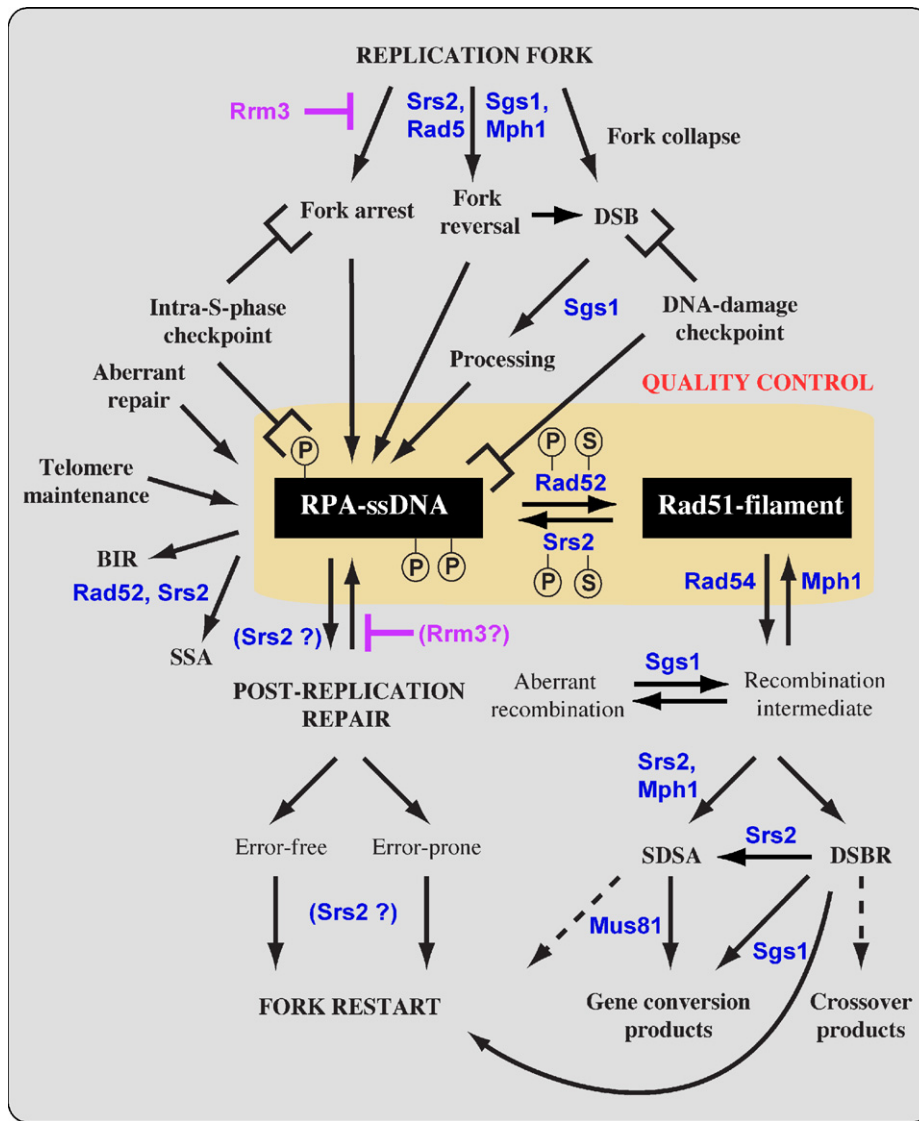 REPLICATION FORK
Rrm3
Srs2,
Rad5
Sgs1,
Mph1
Fork collapse
Fork arrest
Fork
reversal
DSB
Intra-S-phase
checkpoint
Sgs1
DNA-damage
checkpoint
Processing
Aberrant
repair
QUALITY CONTROL
P
P
S
Telomere
maintenance
RPA-ssDNA
Rad52
Rad51-filament
Srs2
P
P
P
S
BIR
Rad52, Srs2
Rad54
Mph1
SSA
(Srs2 ?)
(Rrm3?)
POST-REPLICATION
REPAIR
Aberrant
recombination
Sgs1
Recombination
intermediate
Srs2,
Mph1
Error-free
Error-prone
SDSA
Srs2
DSBR
(Srs2 ?)
Mus81
Sgs1
FORK RESTART
Gene conversion
products
Crossover
products